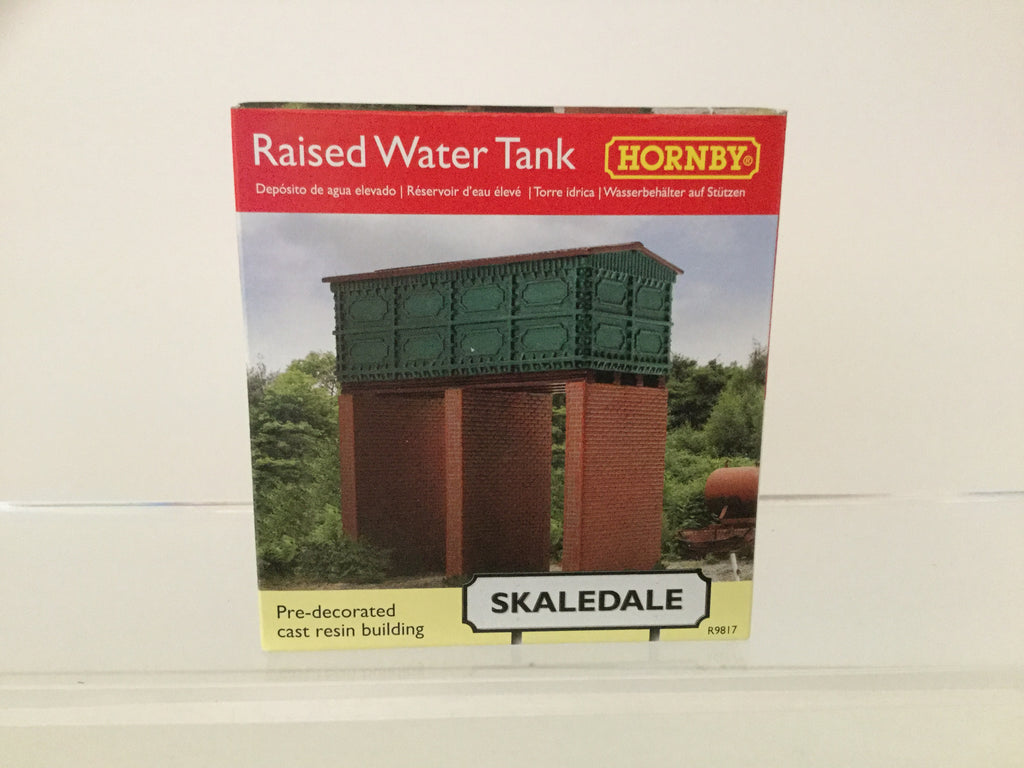 Raised Water Tank
HORNBY®
Depósito de agua elevado | Réservoir d'eau élevé | Torre idrica | Wasserbehälter auf Stützen
SKALEDALE
Pre-decorated
cast resin building
R9817